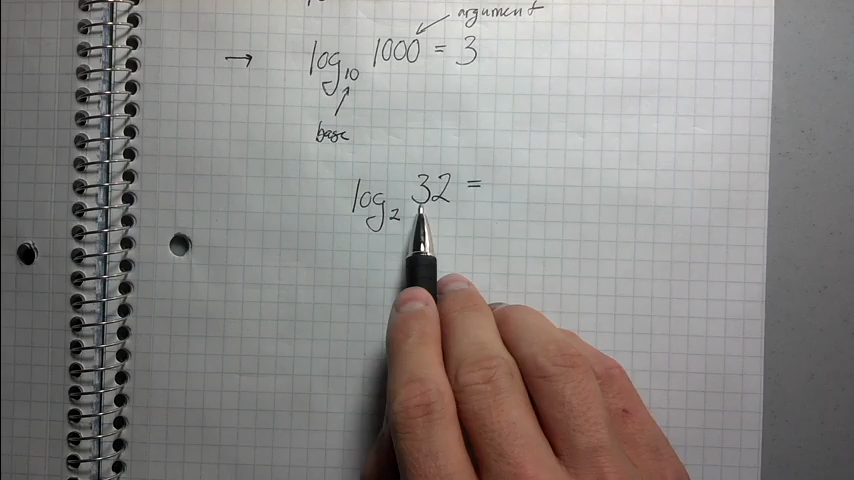 argument
log₁₀ 1000 = 3
base
log₂ 32 =